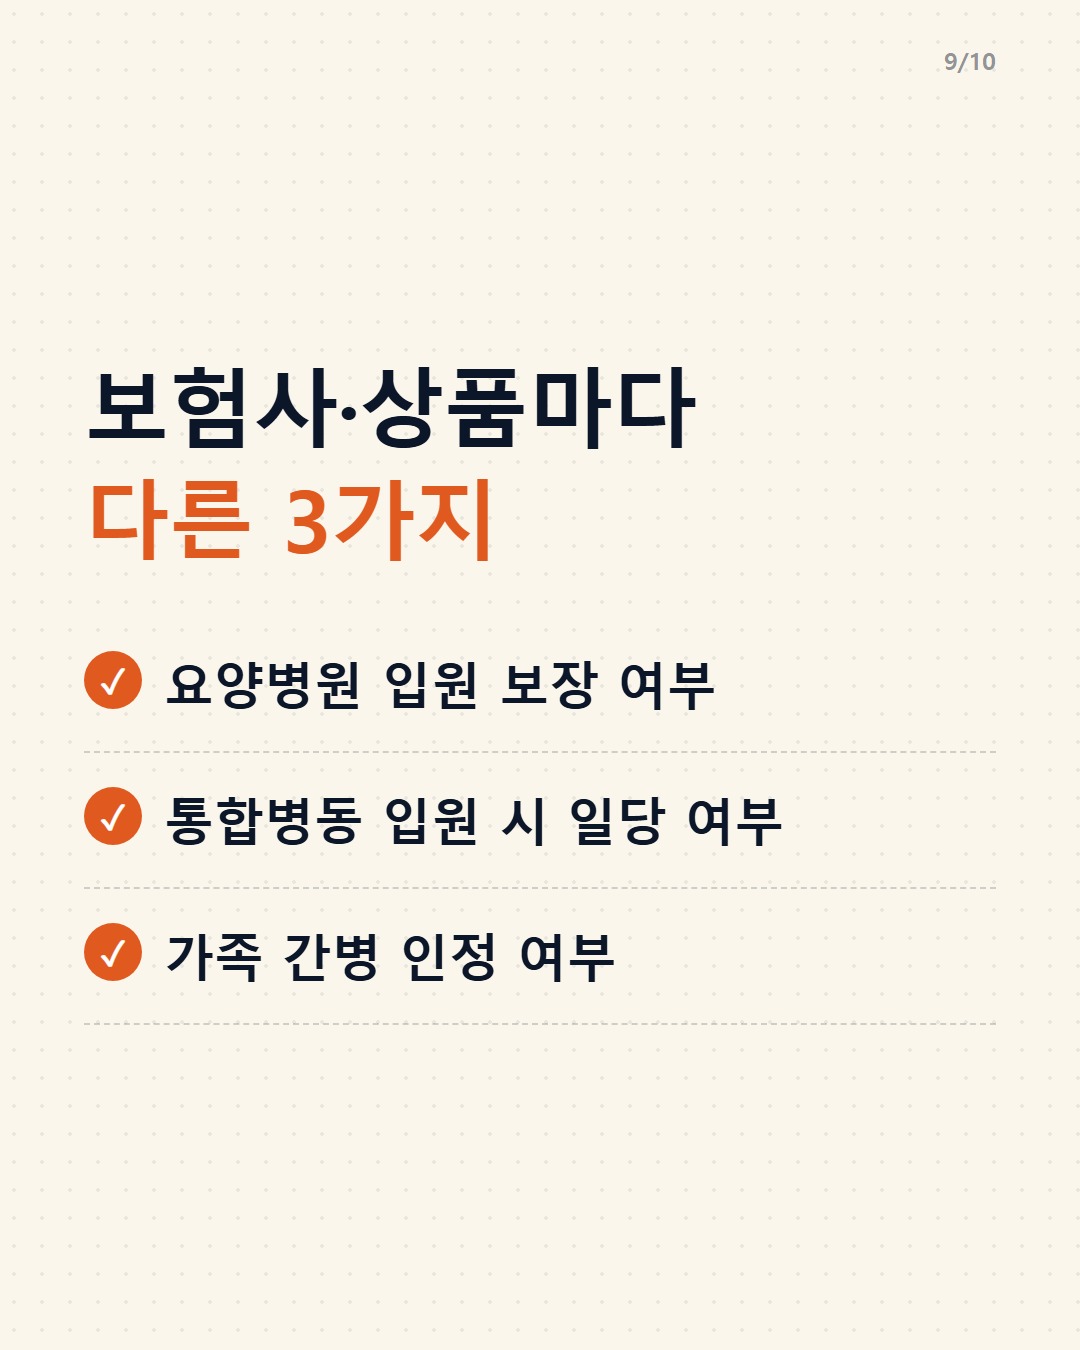 9/10
보험사·상품마다
다른 3가지
✓ 요양병원 입원 보장 여부
✓ 통합병동 입원 시 일당 여부
✓ 가족 간병 인정 여부